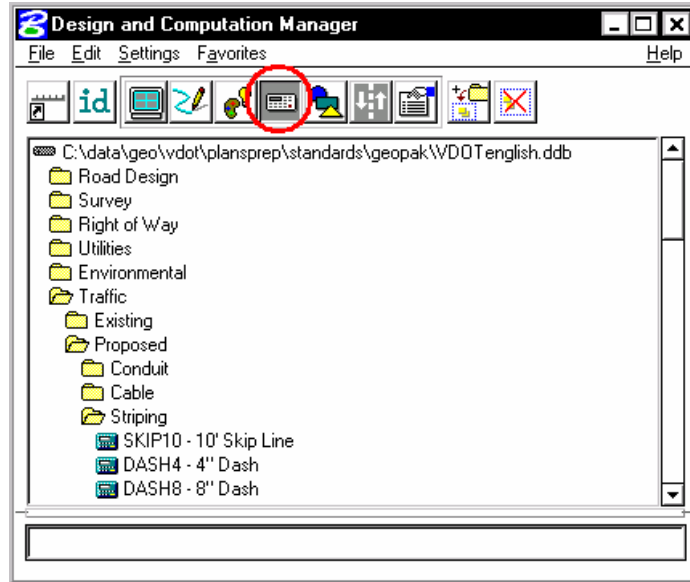 Design and Computation Manager
File Edit Settings Favorites Help
id
C:\data\geo\vdot\plansprep\standards\geopak\VDOTenglish.ddb
Road Design
Survey
Right of Way
Utilities
Environmental
Traffic
Existing
Proposed
Conduit
Cable
Striping
SKIP10 - 10' Skip Line
DASH4 - 4" Dash
DASH8 - 8" Dash